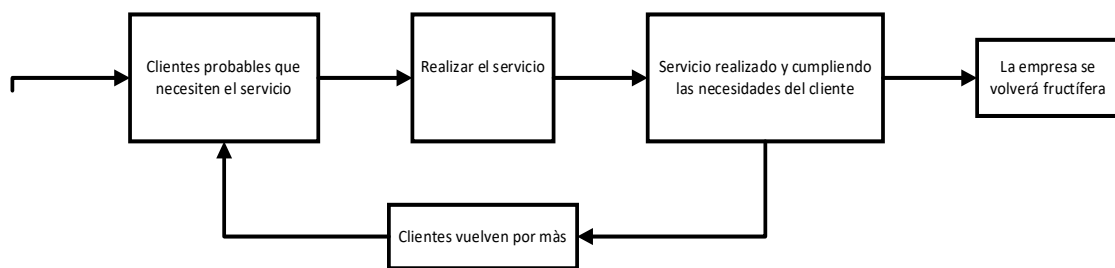 Clientes probables que
necesiten el servicio
Realizar el servicio
Servicio realizado y cumpliendo
las necesidades del cliente
La empresa se
volverá fructífera
Clientes vuelven por màs